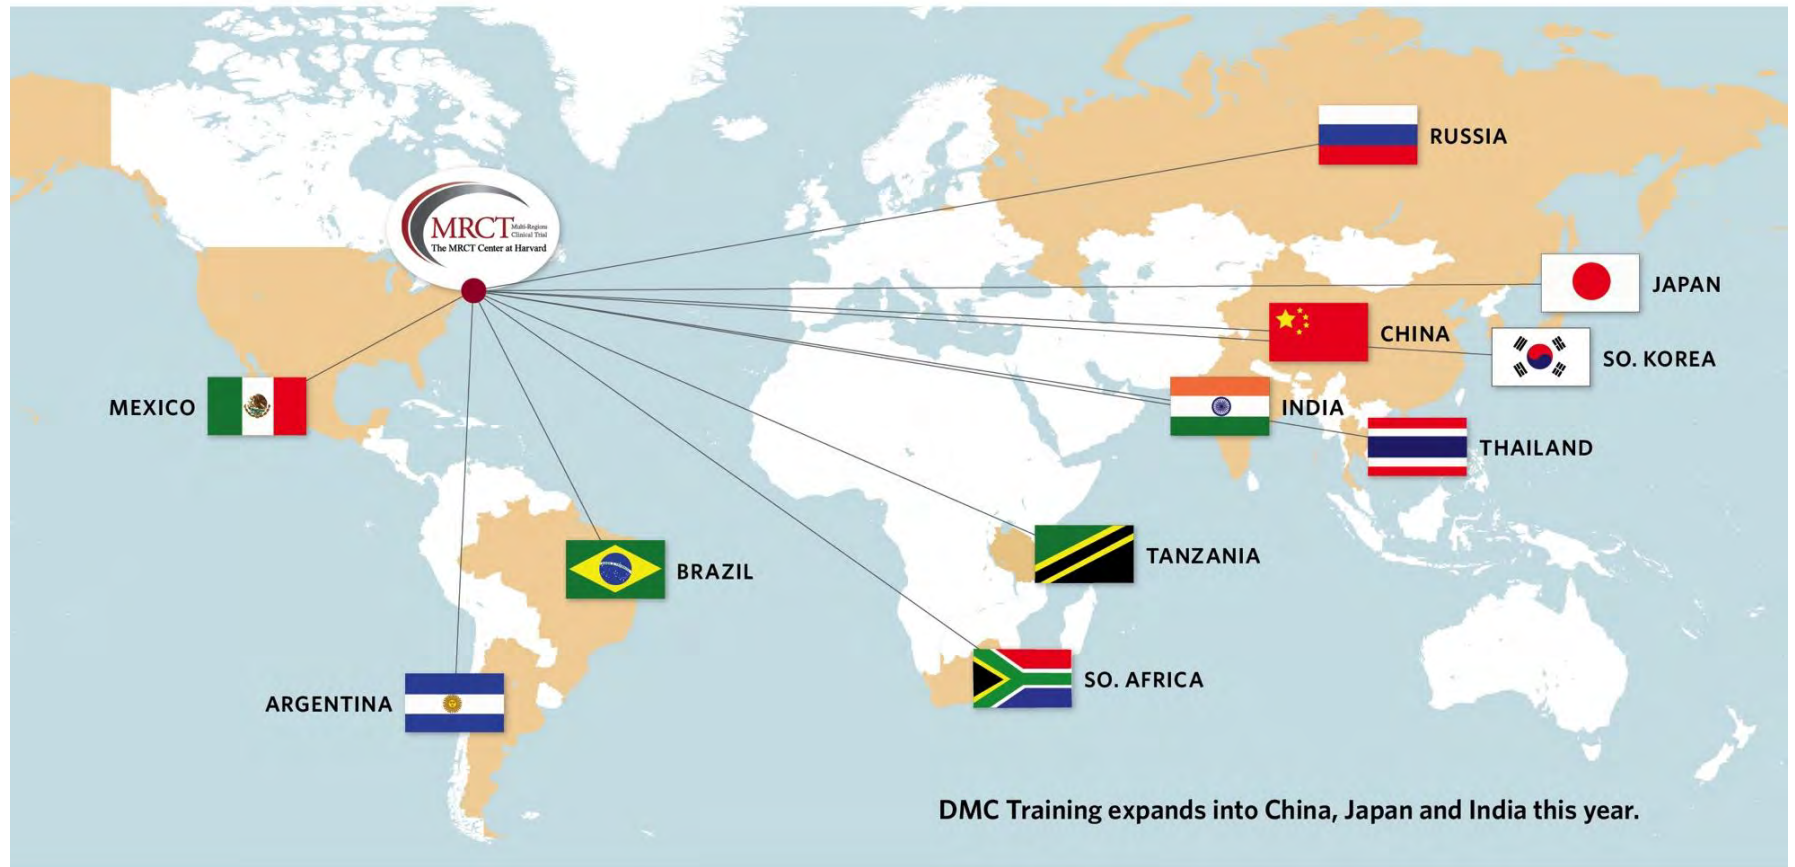 RUSSIA
MRCT Multi-Regions
Clinical Trial
The MRCT Center at Harvard
JAPAN
CHINA
SO. KOREA
MEXICO
INDIA
THAILAND
TANZANIA
BRAZIL
SO. AFRICA
ARGENTINA
DMC Training expands into China, Japan and India this year.